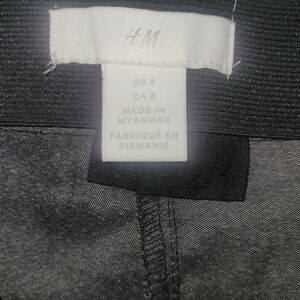 H&M
US 8
CA 8
MADE IN
MYANMAR
FABRIQUÉ EN
BIRMANIE